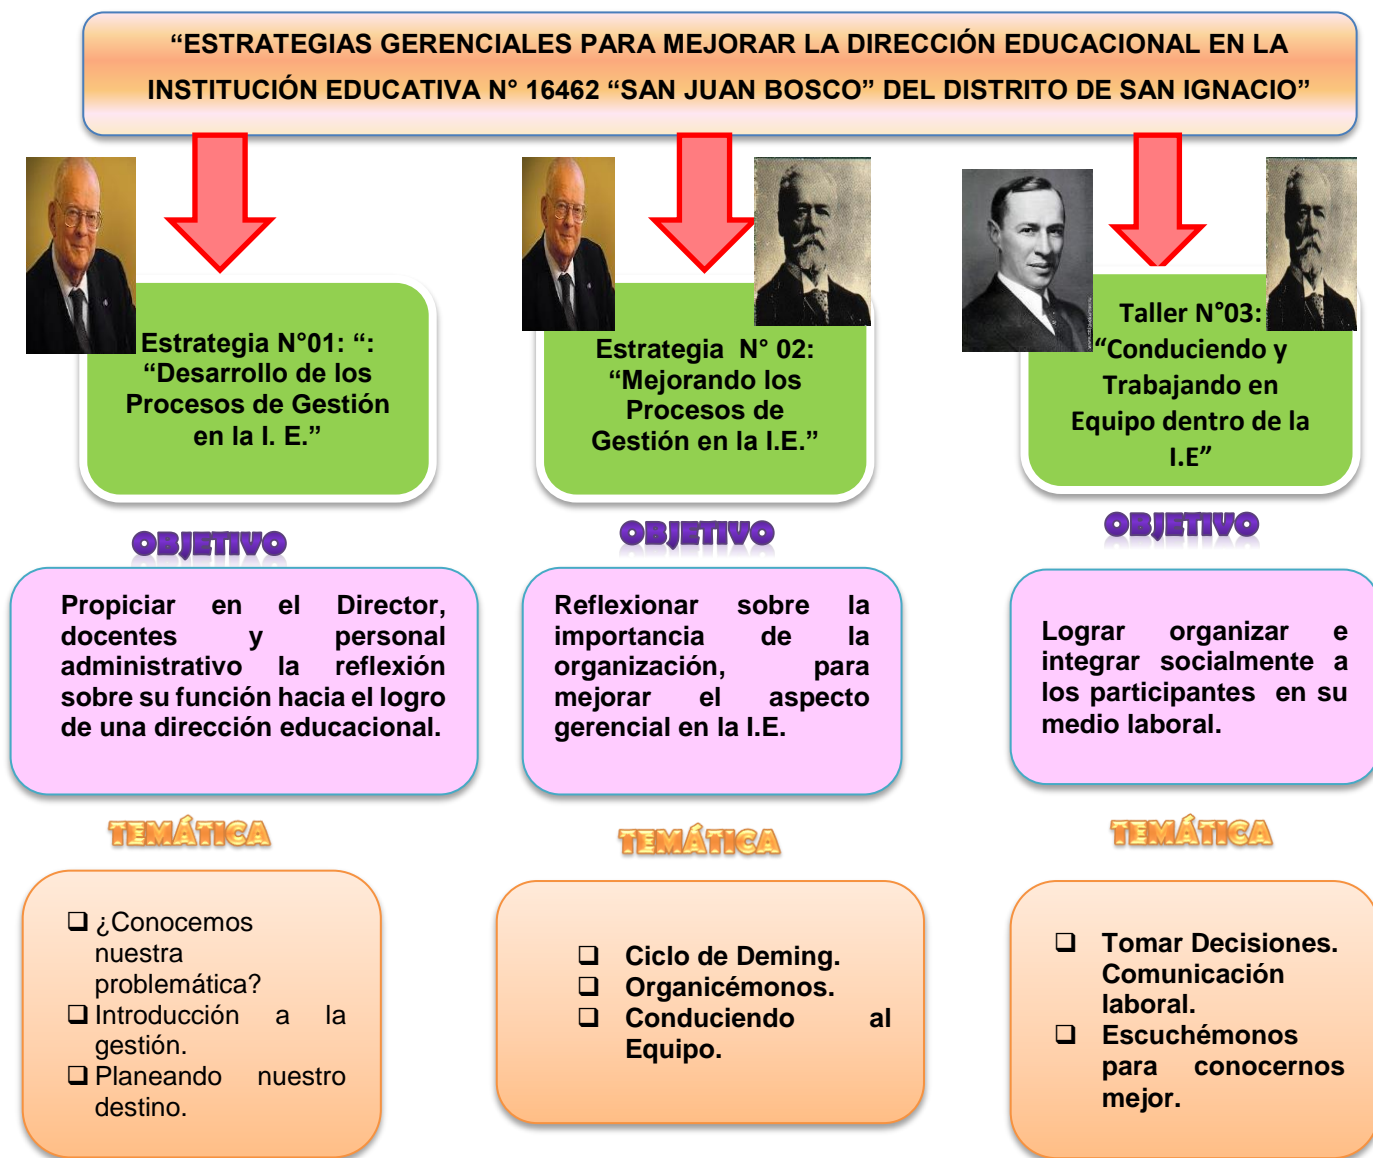 “ESTRATEGIAS GERENCIALES PARA MEJORAR LA DIRECCIÓN EDUCACIONAL EN LA
INSTITUCIÓN EDUCATIVA N° 16462 “SAN JUAN BOSCO” DEL DISTRITO DE SAN IGNACIO”
Estrategia N°01: “:
“Desarrollo de los
Procesos de Gestión
en la I. E.”
OBJETIVO
Propiciar en el Director,
docentes y personal
administrativo la reflexión
sobre su función hacia el logro
de una dirección educacional.
TEMÁTICA
❑ ¿Conocemos
nuestra
problemática?
❑ Introducción a la
gestión.
❑ Planeando nuestro
destino.
Estrategia N° 02:
“Mejorando los
Procesos de
Gestión en la I.E.”
OBJETIVO
Reflexionar sobre la
importancia de la
organización, para
mejorar el aspecto
gerencial en la I.E.
TEMÁTICA
❑ Ciclo de Deming.
❑ Organicémonos.
❑ Conduciendo al
Equipo.
Taller N°03:
“Conduciendo y
Trabajando en
Equipo dentro de la
I.E”
OBJETIVO
Lograr organizar e
integrar socialmente a
los participantes en su
medio laboral.
TEMÁTICA
❑ Tomar Decisiones.
Comunicación
laboral.
❑ Escuchémonos
para conocernos
mejor.